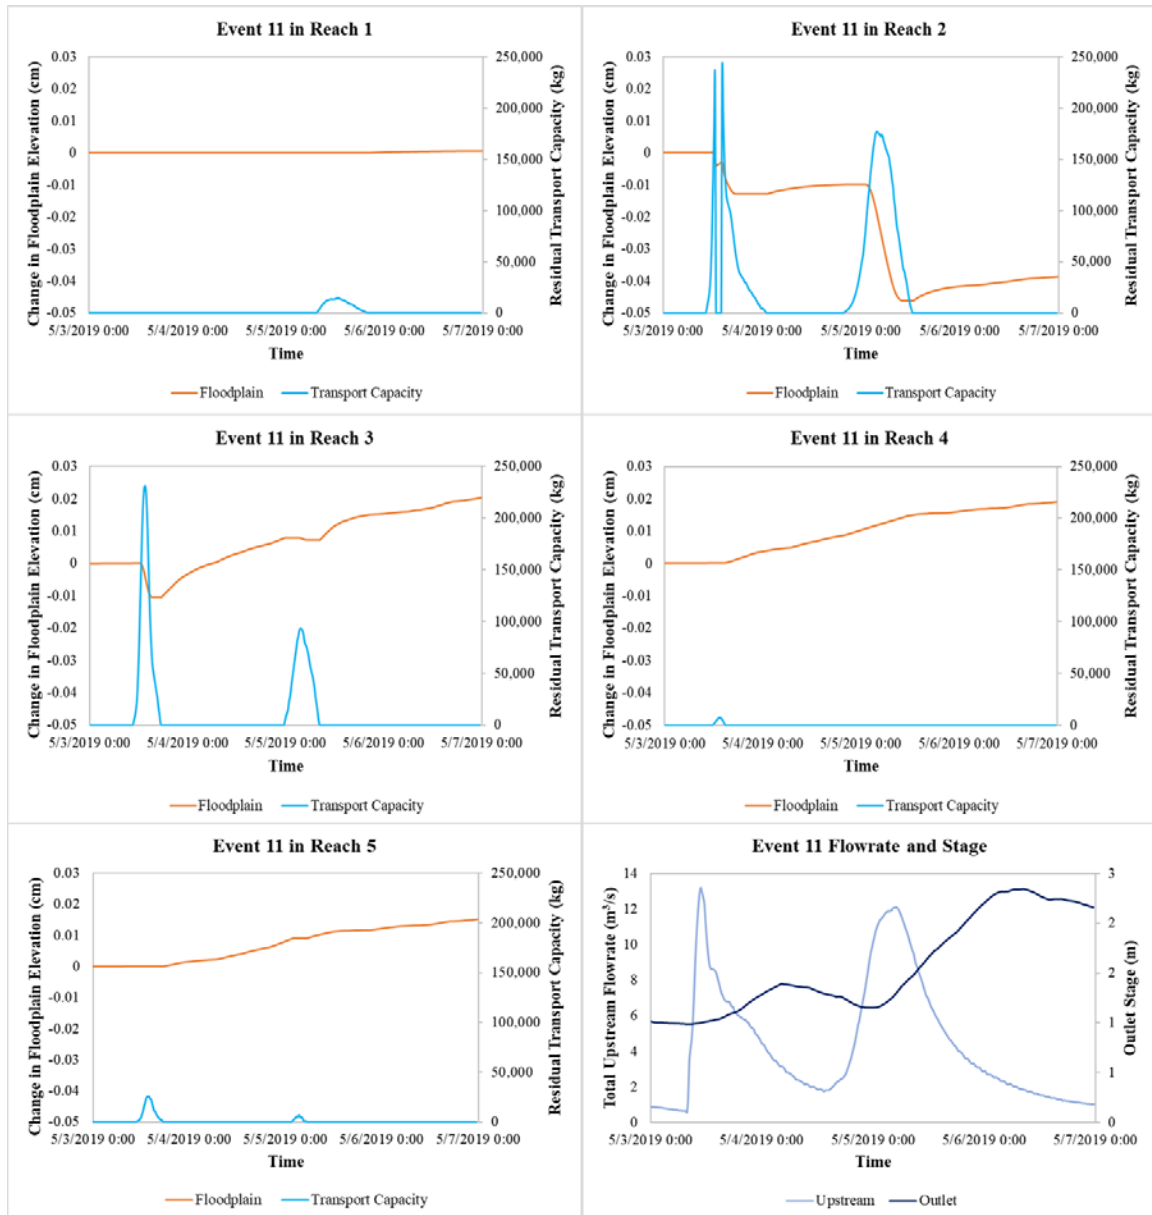 Event 11 in Reach 1
Change in Floodplain Elevation (cm)
0.03
0.02
0.01
0
-0.01
-0.02
-0.03
-0.04
-0.05
250,000
200,000
150,000
100,000
50,000
0
Residual Transport Capacity (kg)
5/3/2019 0:00 5/4/2019 0:00 5/5/2019 0:00 5/6/2019 0:00 5/7/2019 0:00
Time
Floodplain Transport Capacity
Event 11 in Reach 2
Change in Floodplain Elevation (cm)
0.03
0.02
0.01
0
-0.01
-0.02
-0.03
-0.04
-0.05
250,000
200,000
150,000
100,000
50,000
0
Residual Transport Capacity (kg)
5/3/2019 0:00 5/4/2019 0:00 5/5/2019 0:00 5/6/2019 0:00 5/7/2019 0:00
Time
Floodplain Transport Capacity
Event 11 in Reach 3
Change in Floodplain Elevation (cm)
0.03
0.02
0.01
0
-0.01
-0.02
-0.03
-0.04
-0.05
250,000
200,000
150,000
100,000
50,000
0
Residual Transport Capacity (kg)
5/3/2019 0:00 5/4/2019 0:00 5/5/2019 0:00 5/6/2019 0:00 5/7/2019 0:00
Time
Floodplain Transport Capacity
Event 11 in Reach 4
Change in Floodplain Elevation (cm)
0.03
0.02
0.01
0
-0.01
-0.02
-0.03
-0.04
-0.05
250,000
200,000
150,000
100,000
50,000
0
Residual Transport Capacity (kg)
5/3/2019 0:00 5/4/2019 0:00 5/5/2019 0:00 5/6/2019 0:00 5/7/2019 0:00
Time
Floodplain Transport Capacity
Event 11 in Reach 5
Change in Floodplain Elevation (cm)
0.03
0.02
0.01
0
-0.01
-0.02
-0.03
-0.04
-0.05
250,000
200,000
150,000
100,000
50,000
0
Residual Transport Capacity (kg)
5/3/2019 0:00 5/4/2019 0:00 5/5/2019 0:00 5/6/2019 0:00 5/7/2019 0:00
Time
Floodplain Transport Capacity
Event 11 Flowrate and Stage
Total Upstream Flowrate (m³/s)
14
12
10
8
6
4
2
0
3
2
2
1
1
0
Outlet Stage (m)
5/3/2019 0:00 5/4/2019 0:00 5/5/2019 0:00 5/6/2019 0:00 5/7/2019 0:00
Time
Upstream Outlet